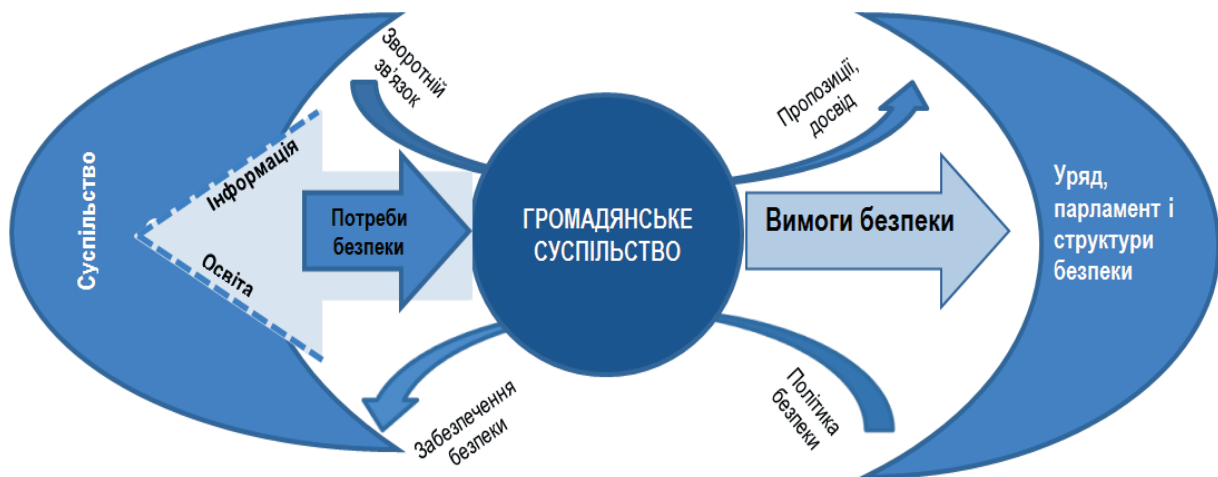 Суспільство
Інформація
Освіта
Зворотній
зв'язок
Потреби
безпеки
Забезпечення
безпеки
ГРОМАДЯНСЬКЕ
СУСПІЛЬСТВО
Пропозиції,
досвід
Вимоги безпеки
Політика
безпеки
Уряд,
парламент і
структури
безпеки